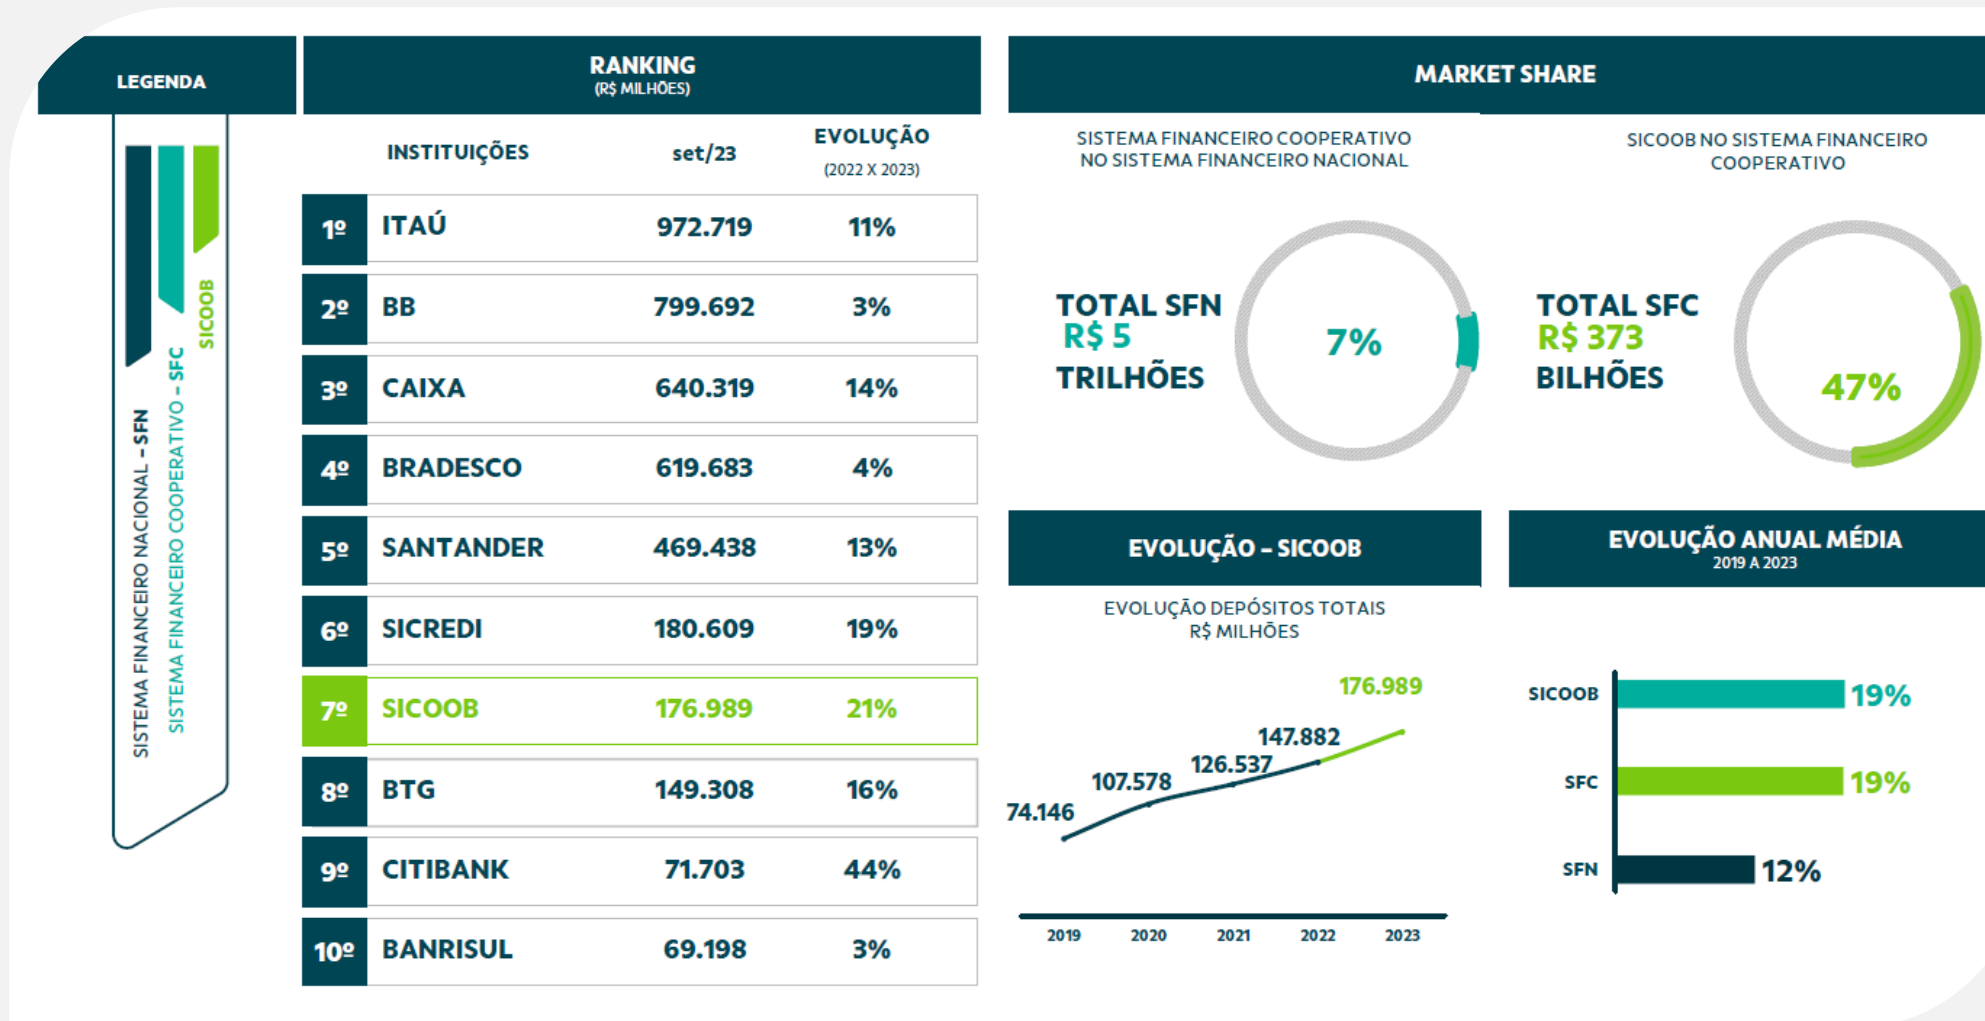 LEGENDA
SISTEMA FINANCEIRO NACIONAL – SFN
SISTEMA FINANCEIRO COOPERATIVO – SFC
SICOOB
RANKING
(R$ MILHÕES)
INSTITUIÇÕES set/23 EVOLUÇÃO
(2022 X 2023)
1º ITAÚ 972.719 11%
2º BB 799.692 3%
3º CAIXA 640.319 14%
4º BRADESCO 619.683 4%
5º SANTANDER 469.438 13%
6º SICREDI 180.609 19%
7º SICOOB 176.989 21%
8º BTG 149.308 16%
9º CITIBANK 71.703 44%
10º BANRISUL 69.198 3%
MARKET SHARE
SISTEMA FINANCEIRO COOPERATIVO
NO SISTEMA FINANCEIRO NACIONAL
TOTAL SFN
R$ 5
TRILHÕES
7%
SICOOB NO SISTEMA FINANCEIRO
COOPERATIVO
TOTAL SFC
R$ 373
BILHÕES
47%
EVOLUÇÃO – SICOOB
EVOLUÇÃO DEPÓSITOS TOTAIS
R$ MILHÕES
74.146
107.578
126.537
147.882
176.989
2019 2020 2021 2022 2023
EVOLUÇÃO ANUAL MÉDIA
2019 A 2023
SICOOB 19%
SFC 19%
SFN 12%